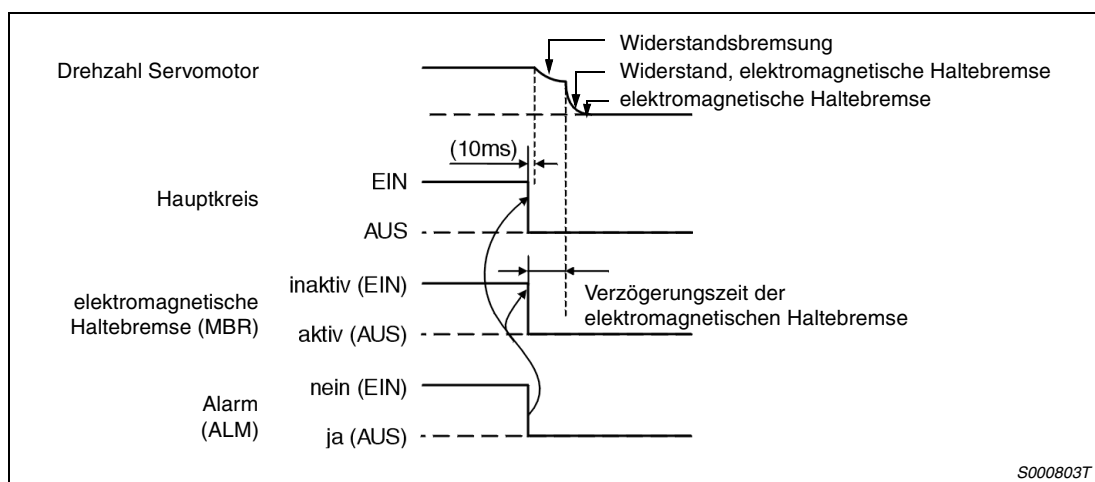 Drehzahl Servomotor
Widerstandsbremsung
Widerstand, elektromagnetische Haltebremse
elektromagnetische Haltebremse
(10ms)
Hauptkreis
EIN
AUS
elektromagnetische
Haltebremse (MBR)
inaktiv (EIN)
aktiv (AUS)
Verzögerungszeit der
elektromagnetischen Haltebremse
Alarm
(ALM)
nein (EIN)
ja (AUS)
S000803T